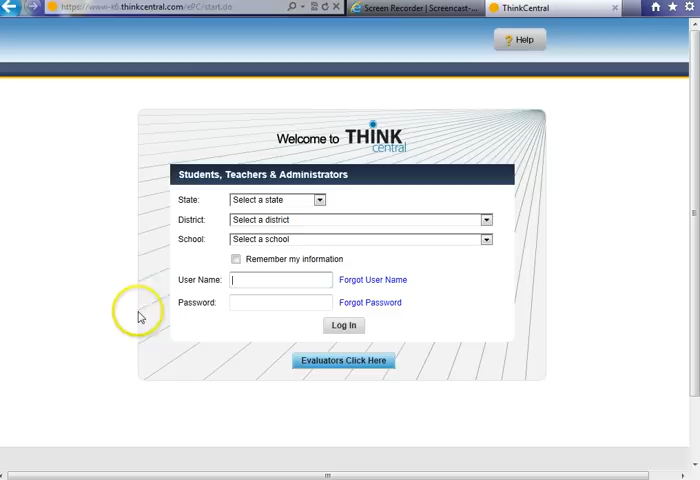 https://www-k6.thinkcentral.com/ePC/start.do
Screen Recorder | Screencast-...
ThinkCentral
Help
Welcome to THINK central
Students, Teachers & Administrators
State: Select a state
District: Select a district
School: Select a school
Remember my information
User Name: Forgot User Name
Password: Forgot Password
Log In
Evaluators Click Here